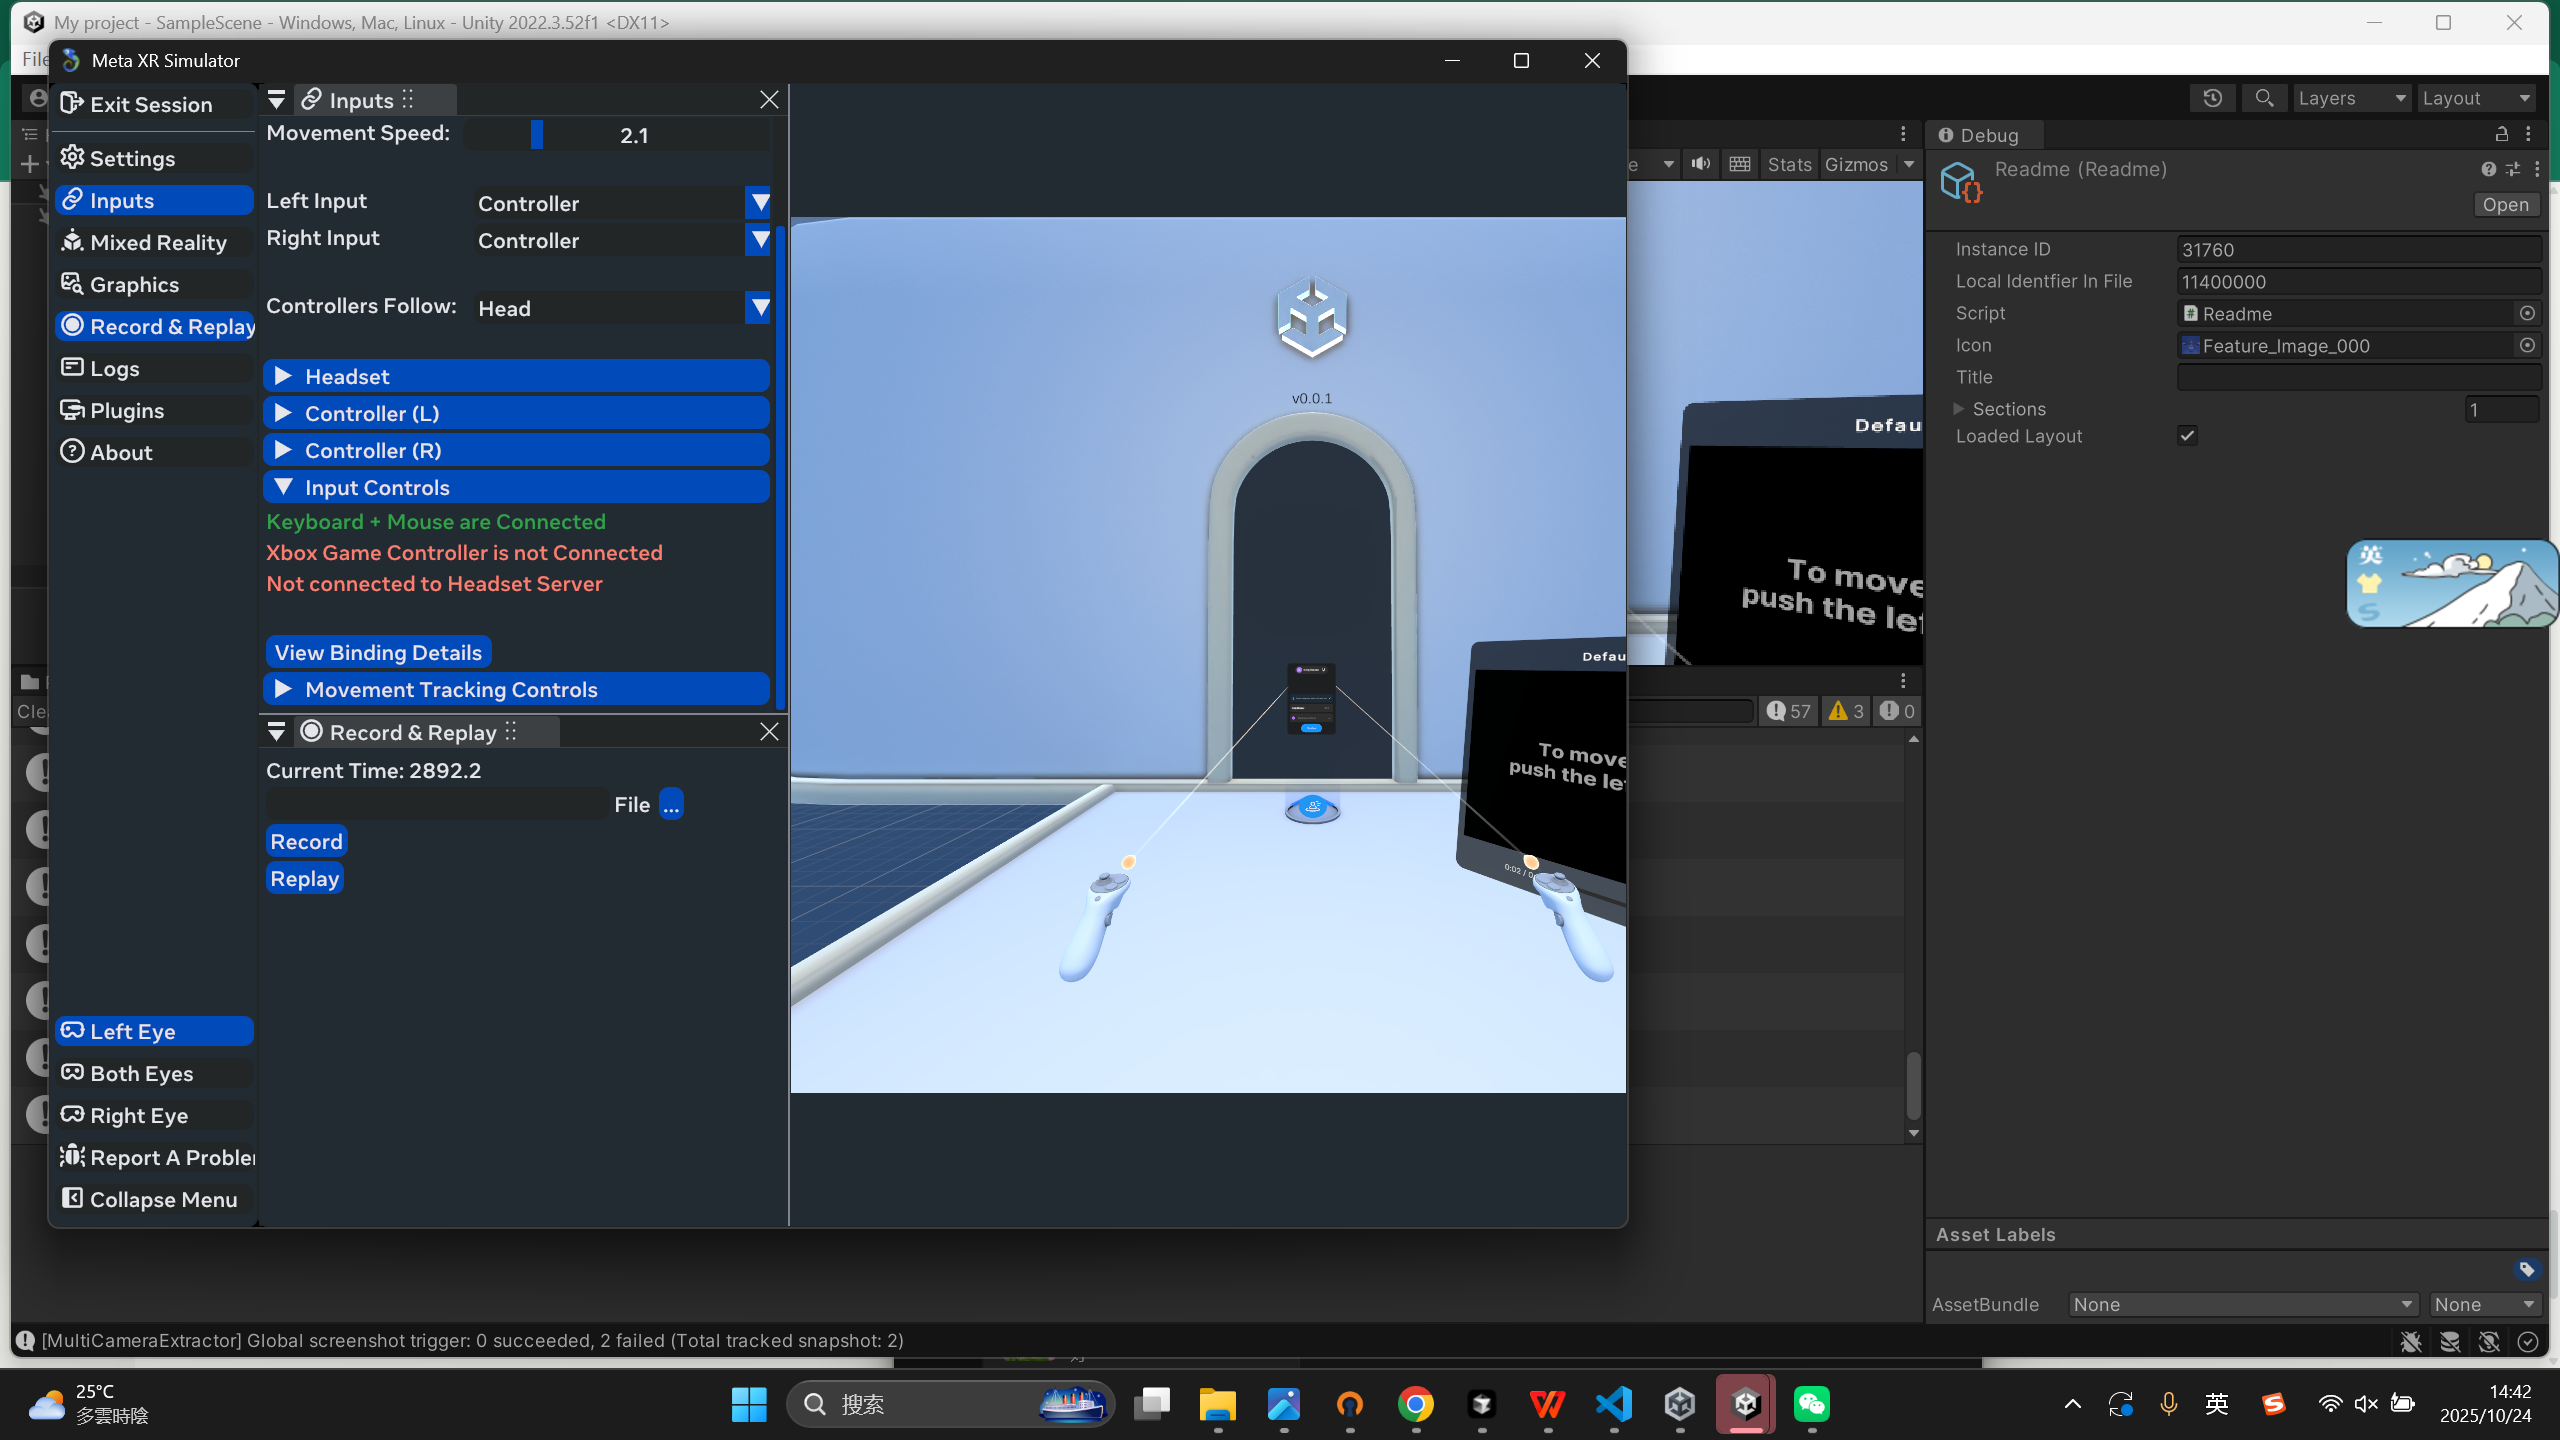 My project - SampleScene - Windows, Mac, Linux - Unity 2022.3.52f1 <DX11>
File
Meta XR Simulator
Exit Session
Settings
Inputs
Mixed Reality
Graphics
Record & Replay
Logs
Plugins
About
Left Eye
Both Eyes
Right Eye
Report A Proble
Collapse Menu
Inputs
Movement Speed: 2.1
Left Input Controller
Right Input Controller
Controllers Follow: Head
Headset
Controller (L)
Controller (R)
Input Controls
Keyboard + Mouse are Connected
Xbox Game Controller is not Connected
Not connected to Headset Server
View Binding Details
Movement Tracking Controls
Record & Replay
Current Time: 2892.2
File ...
Record
Replay
v0.0.1
Defau
To move
push the le
0:02 / 0
Layers Layout
e Stats Gizmos
Defau
To move
push the lef
Cle
57 3 0
Debug
Readme (Readme)
Open
Instance ID 31760
Local Identfier In File 11400000
Script Readme
Icon Feature_Image_000
Title
Sections 1
Loaded Layout
英
Asset Labels
AssetBundle None None
[MultiCameraExtractor] Global screenshot trigger: 0 succeeded, 2 failed (Total tracked snapshot: 2)
25°C
多雲時陰
搜索
英
14:42
2025/10/24